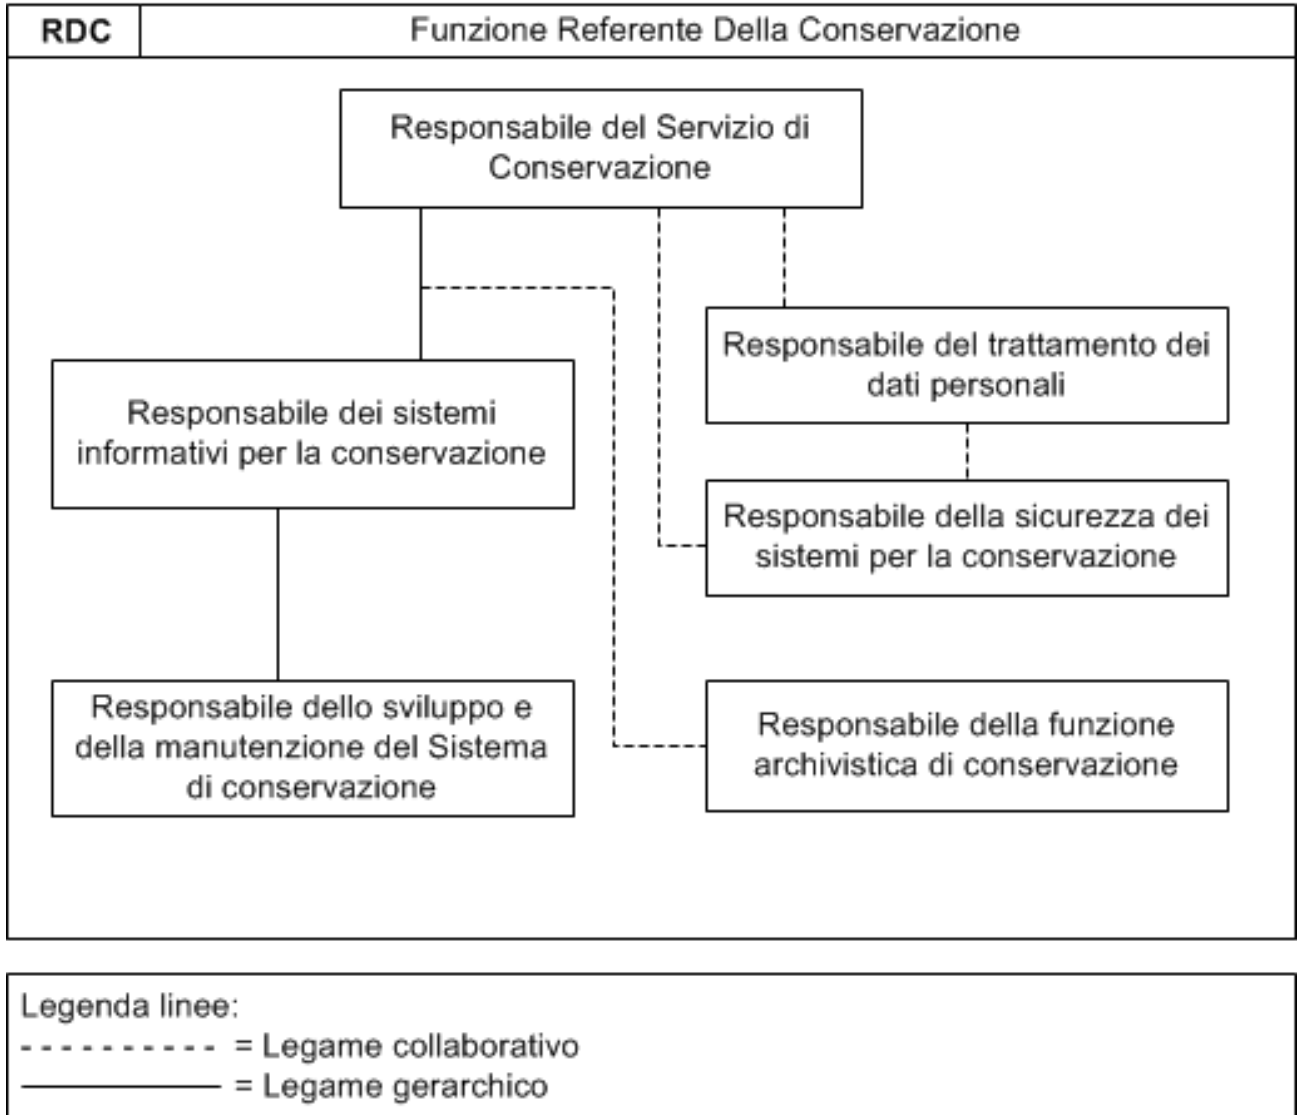 RDC
Funzione Referente Della Conservazione
Responsabile del Servizio di
Conservazione
Responsabile del trattamento dei
dati personali
Responsabile dei sistemi
informativi per la conservazione
Responsabile della sicurezza dei
sistemi per la conservazione
Responsabile dello sviluppo e
della manutenzione del Sistema
di conservazione
Responsabile della funzione
archivistica di conservazione
Legenda linee:
- - - - - - - - - - = Legame collaborativo
= Legame gerarchico